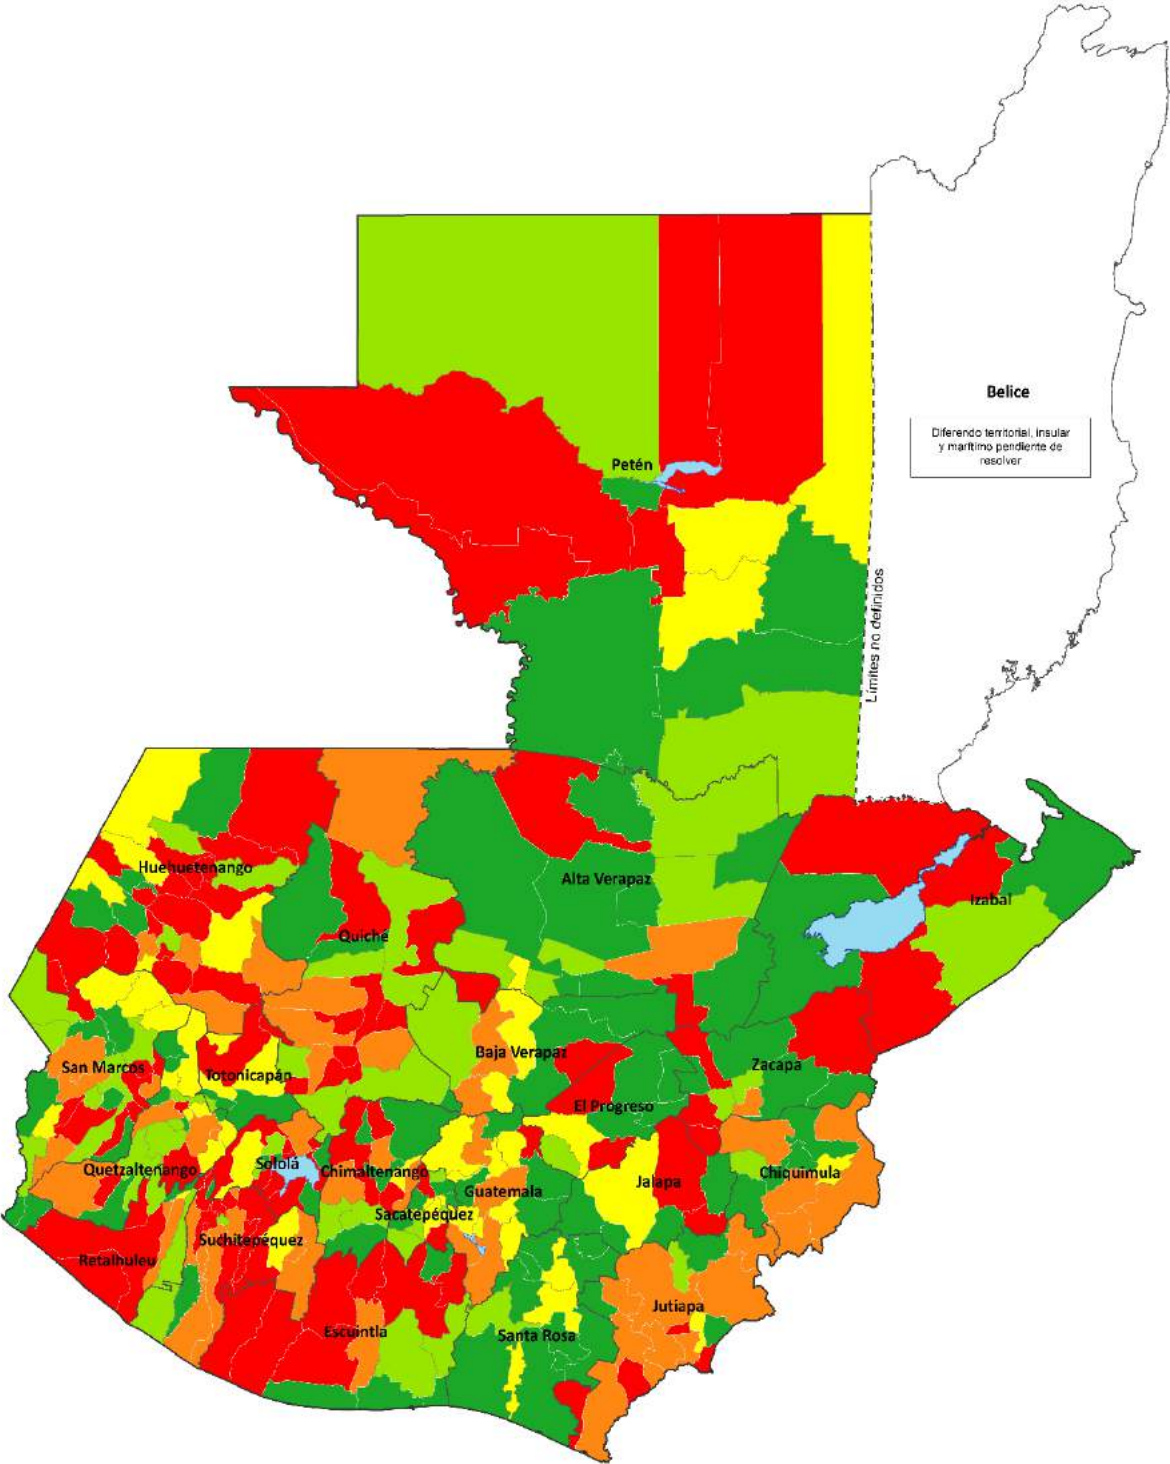 Belice
Diferendo territorial, insular
y marítimo pendiente de
resolver
Petén
Límites no definidos
Huehuetenango
Alta Verapaz
Izabal
Quiché
Baja Verapaz
Zacapa
San Marcos
Totonicapán
El Progreso
Quetzaltenango
Sololá
Chimaltenango
Chiquimula
Guatemala
Jalapa
Sacatepéquez
Suchitepéquez
Retalhuleu
Jutiapa
Escuintla
Santa Rosa